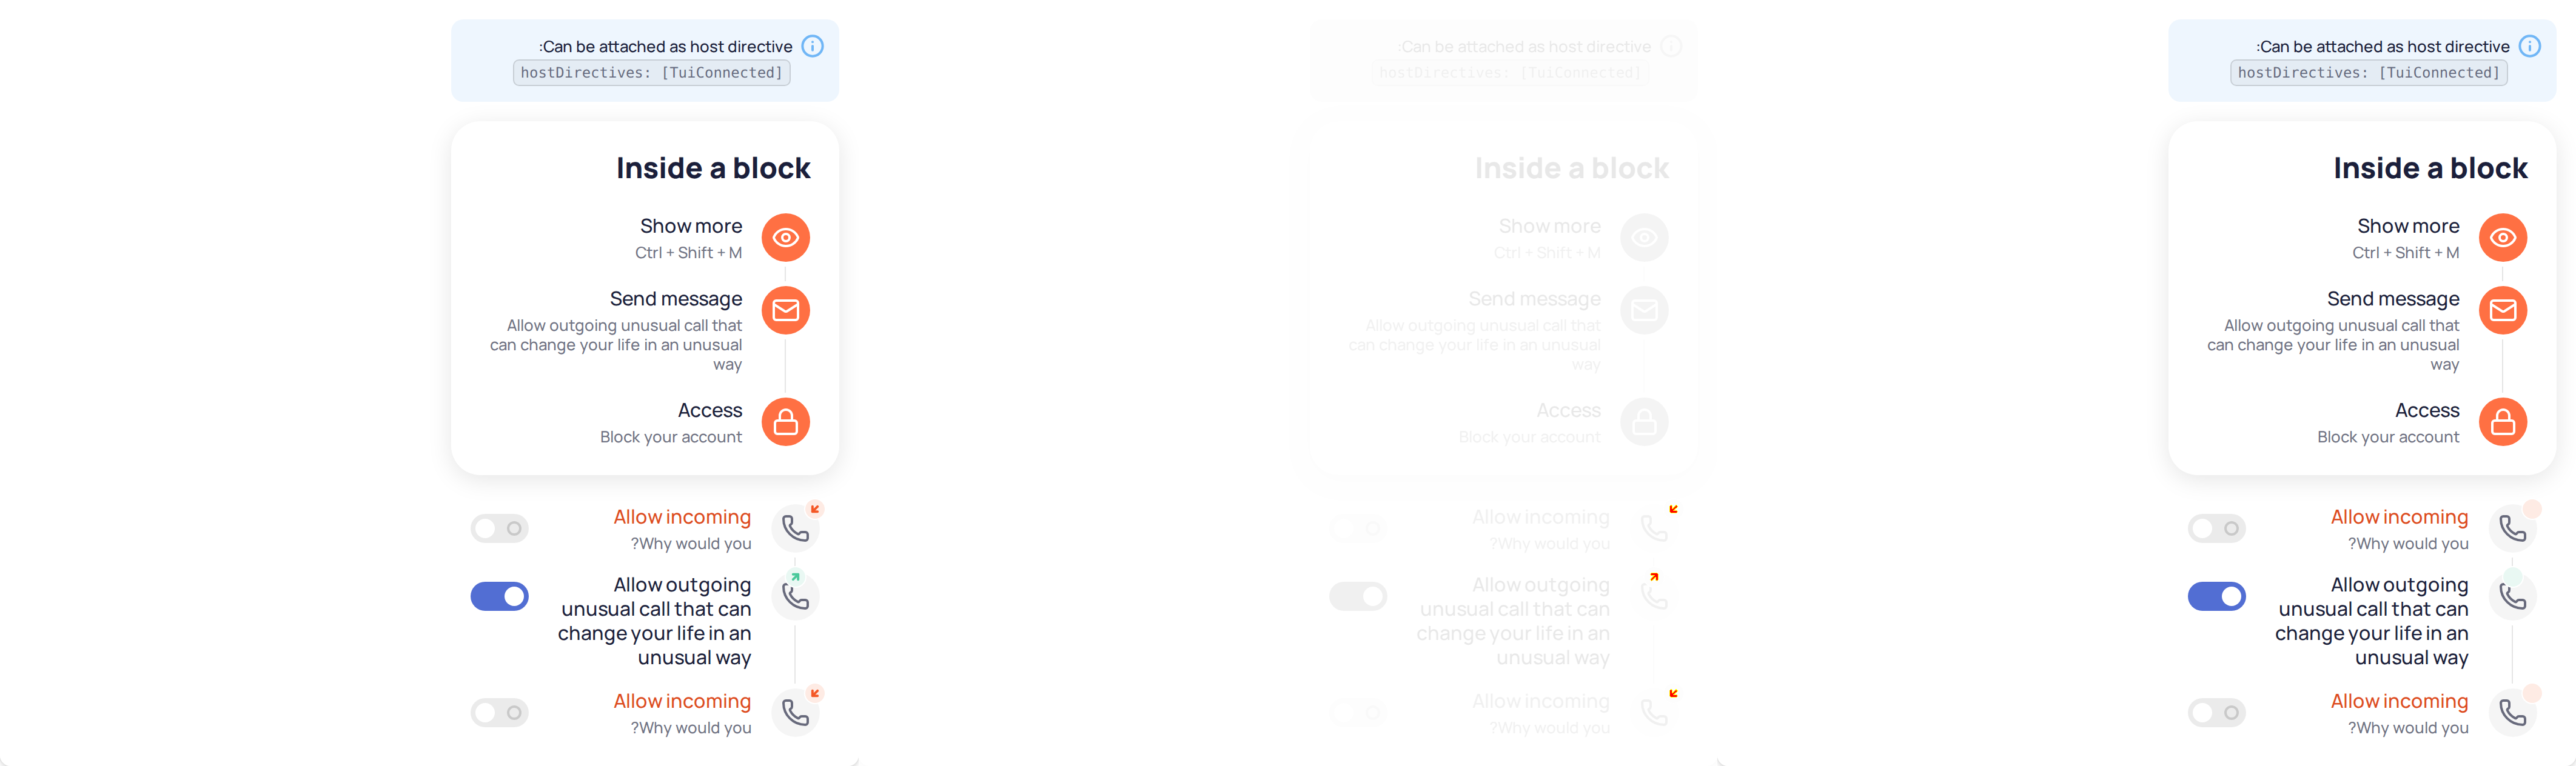 :Can be attached as host directive
hostDirectives: [TuiConnected]
Inside a block
Show more
Ctrl + Shift + M
Send message
Allow outgoing unusual call that
can change your life in an unusual
way
Access
Block your account
Allow incoming
?Why would you
Allow outgoing
unusual call that can
change your life in an
unusual way
Allow incoming
?Why would you
:Can be attached as host directive
hostDirectives: [TuiConnected]
Inside a block
Show more
Ctrl + Shift + M
Send message
Allow outgoing unusual call that
can change your life in an unusual
way
Access
Block your account
Allow incoming
?Why would you
Allow outgoing
unusual call that can
change your life in an
unusual way
Allow incoming
?Why would you
:Can be attached as host directive
hostDirectives: [TuiConnected]
Inside a block
Show more
Ctrl + Shift + M
Send message
Allow outgoing unusual call that
can change your life in an unusual
way
Access
Block your account
Allow incoming
?Why would you
Allow outgoing
unusual call that can
change your life in an
unusual way
Allow incoming
?Why would you